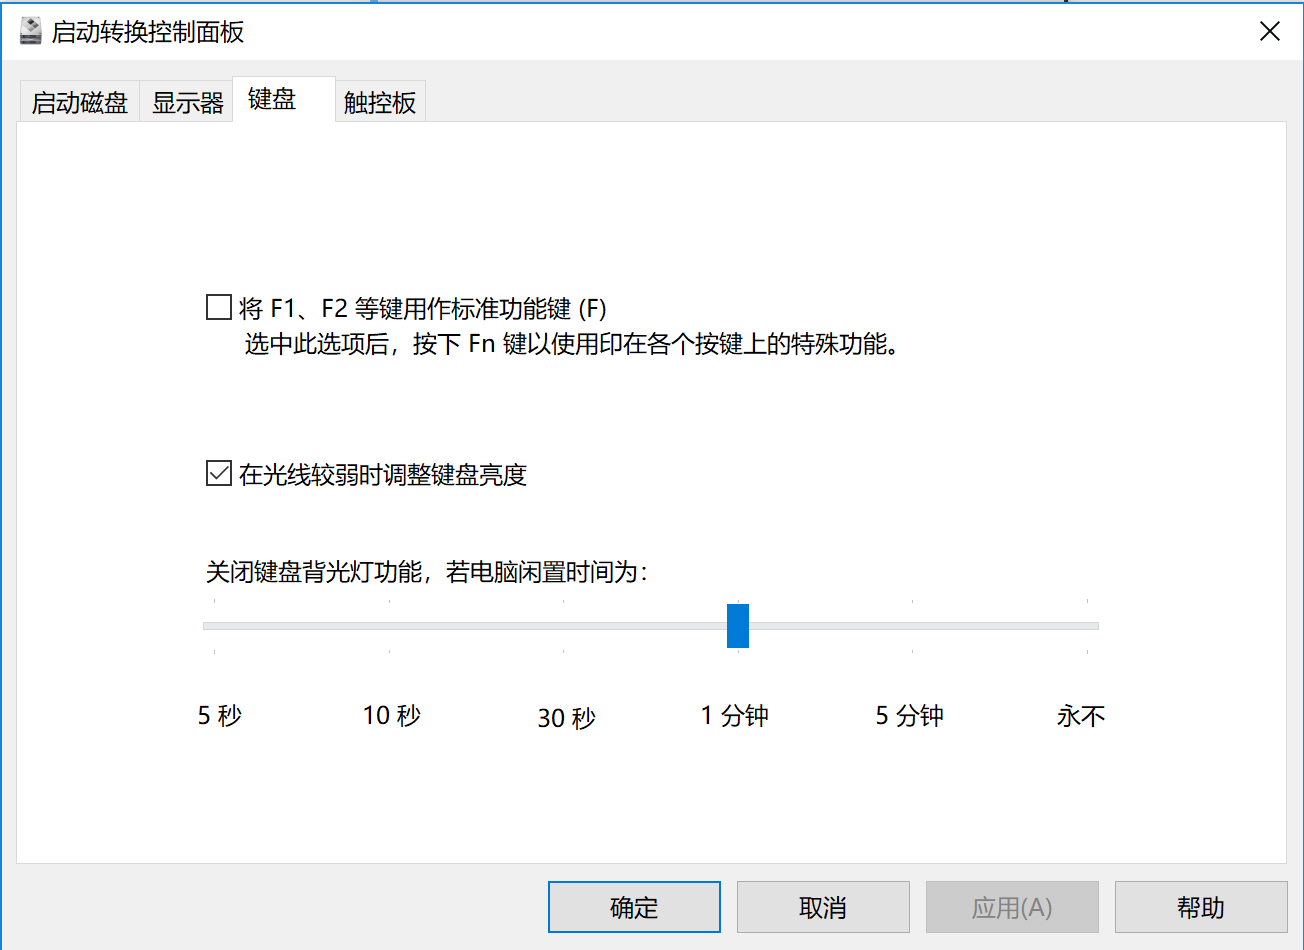 启动转换控制面板
启动磁盘 显示器 键盘 触控板
将 F1、F2 等键用作标准功能键 (F)
选中此选项后，按下 Fn 键以使用印在各个按键上的特殊功能。
在光线较弱时调整键盘亮度
关闭键盘背光灯功能，若电脑闲置时间为：
5 秒 10 秒 30 秒 1 分钟 5 分钟 永不
确定 取消 应用(A) 帮助